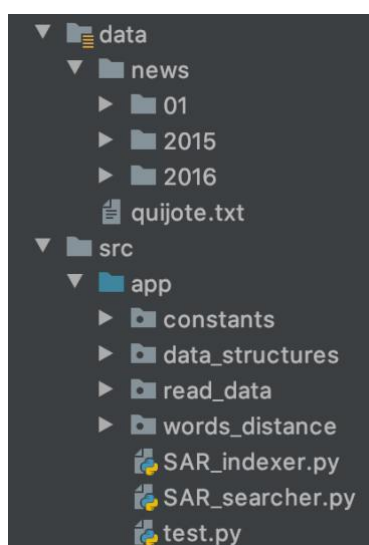 data
news
01
2015
2016
quijote.txt
src
app
constants
data_structures
read_data
words_distance
SAR_indexer.py
SAR_searcher.py
test.py